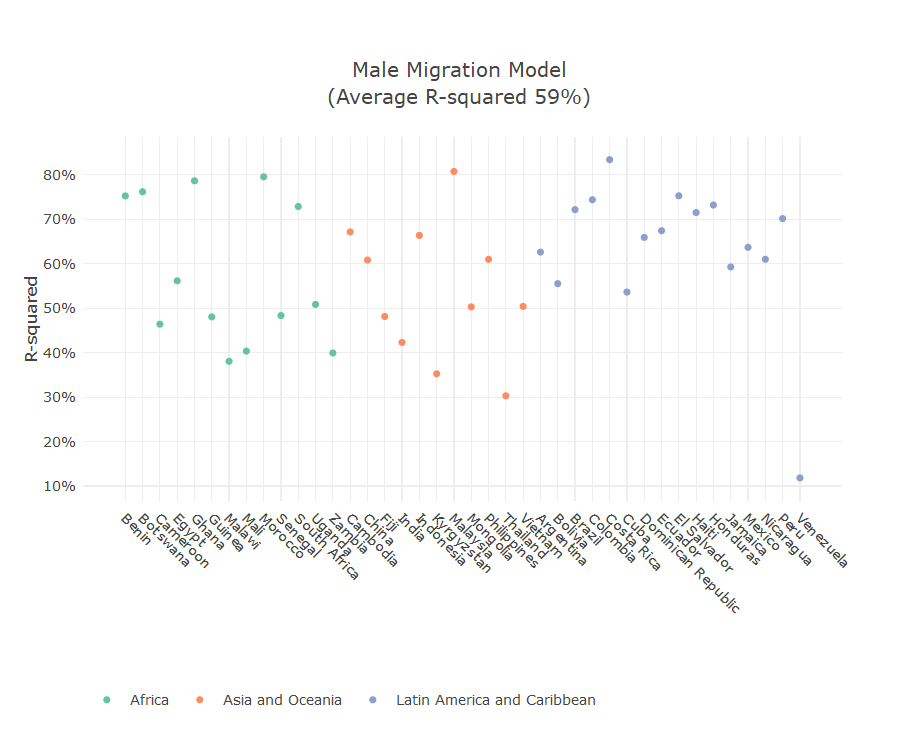 Male Migration Model
(Average R-squared 59%)
R-squared
80%
70%
60%
50%
40%
30%
20%
10%
Benin
Botswana
Cameroon
Egypt
Ghana
Guinea
Malawi
Mali
Morocco
Senegal
South Africa
Uganda
Zambia
Cambodia
China
Fiji
India
Indonesia
Kyrgyzstan
Malaysia
Mongolia
Philippines
Thailand
Vietnam
Argentina
Bolivia
Brazil
Colombia
Costa Rica
Cuba
Dominican Republic
Ecuador
El Salvador
Haiti
Honduras
Jamaica
Mexico
Nicaragua
Peru
Venezuela
Africa
Asia and Oceania
Latin America and Caribbean